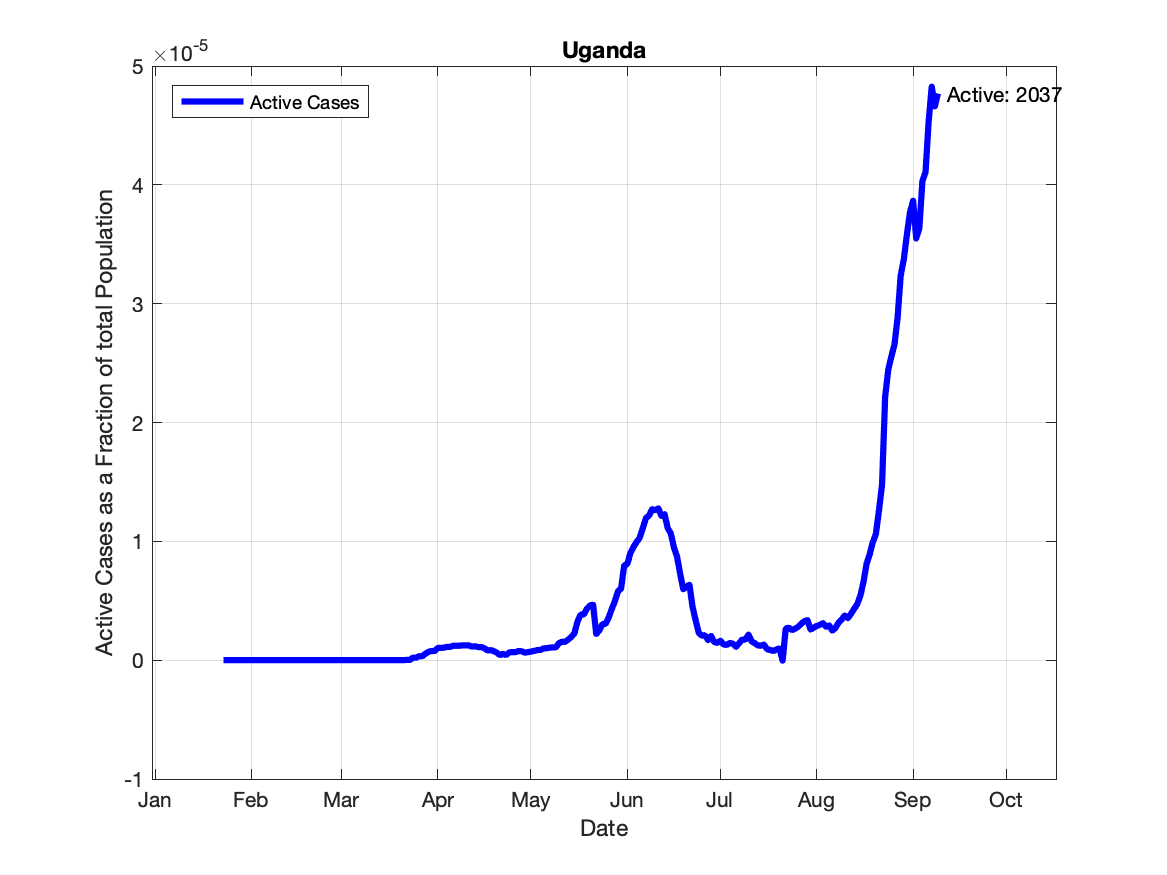 Uganda
×10⁻⁵
5
4
3
2
1
0
-1
Active Cases as a Fraction of total Population
Active Cases
Active: 2037
Jan Feb Mar Apr May Jun Jul Aug Sep Oct
Date